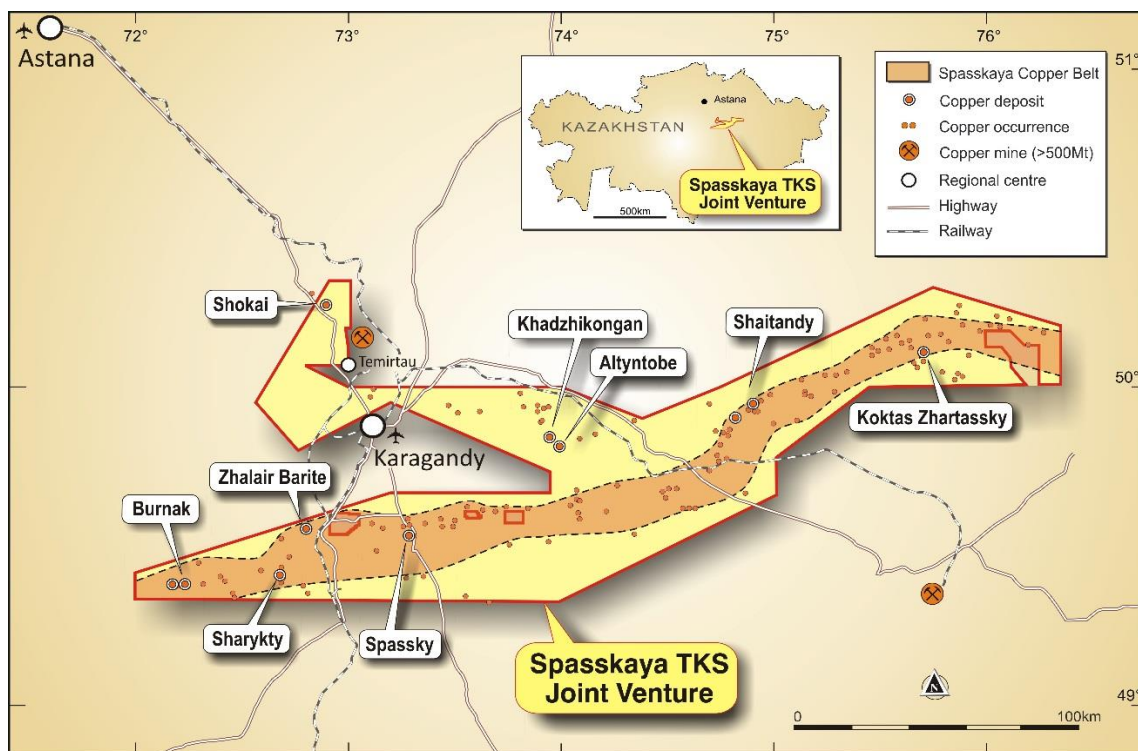 72°
73°
74°
75°
76°
51°
Astana
Astana
KAZAKHSTAN
Spasskaya TKS
Joint Venture
500km
Spasskaya Copper Belt
Copper deposit
Copper occurrence
Copper mine (>500Mt)
Regional centre
Highway
Railway
Shokai
Khadzhikongan
Shaitandy
Altyntobe
Temirtau
50°
Koktas Zhartassky
Karagandy
Zhalair Barite
Burnak
Sharykty
Spassky
Spasskaya TKS
Joint Venture
N
49°
0
100km